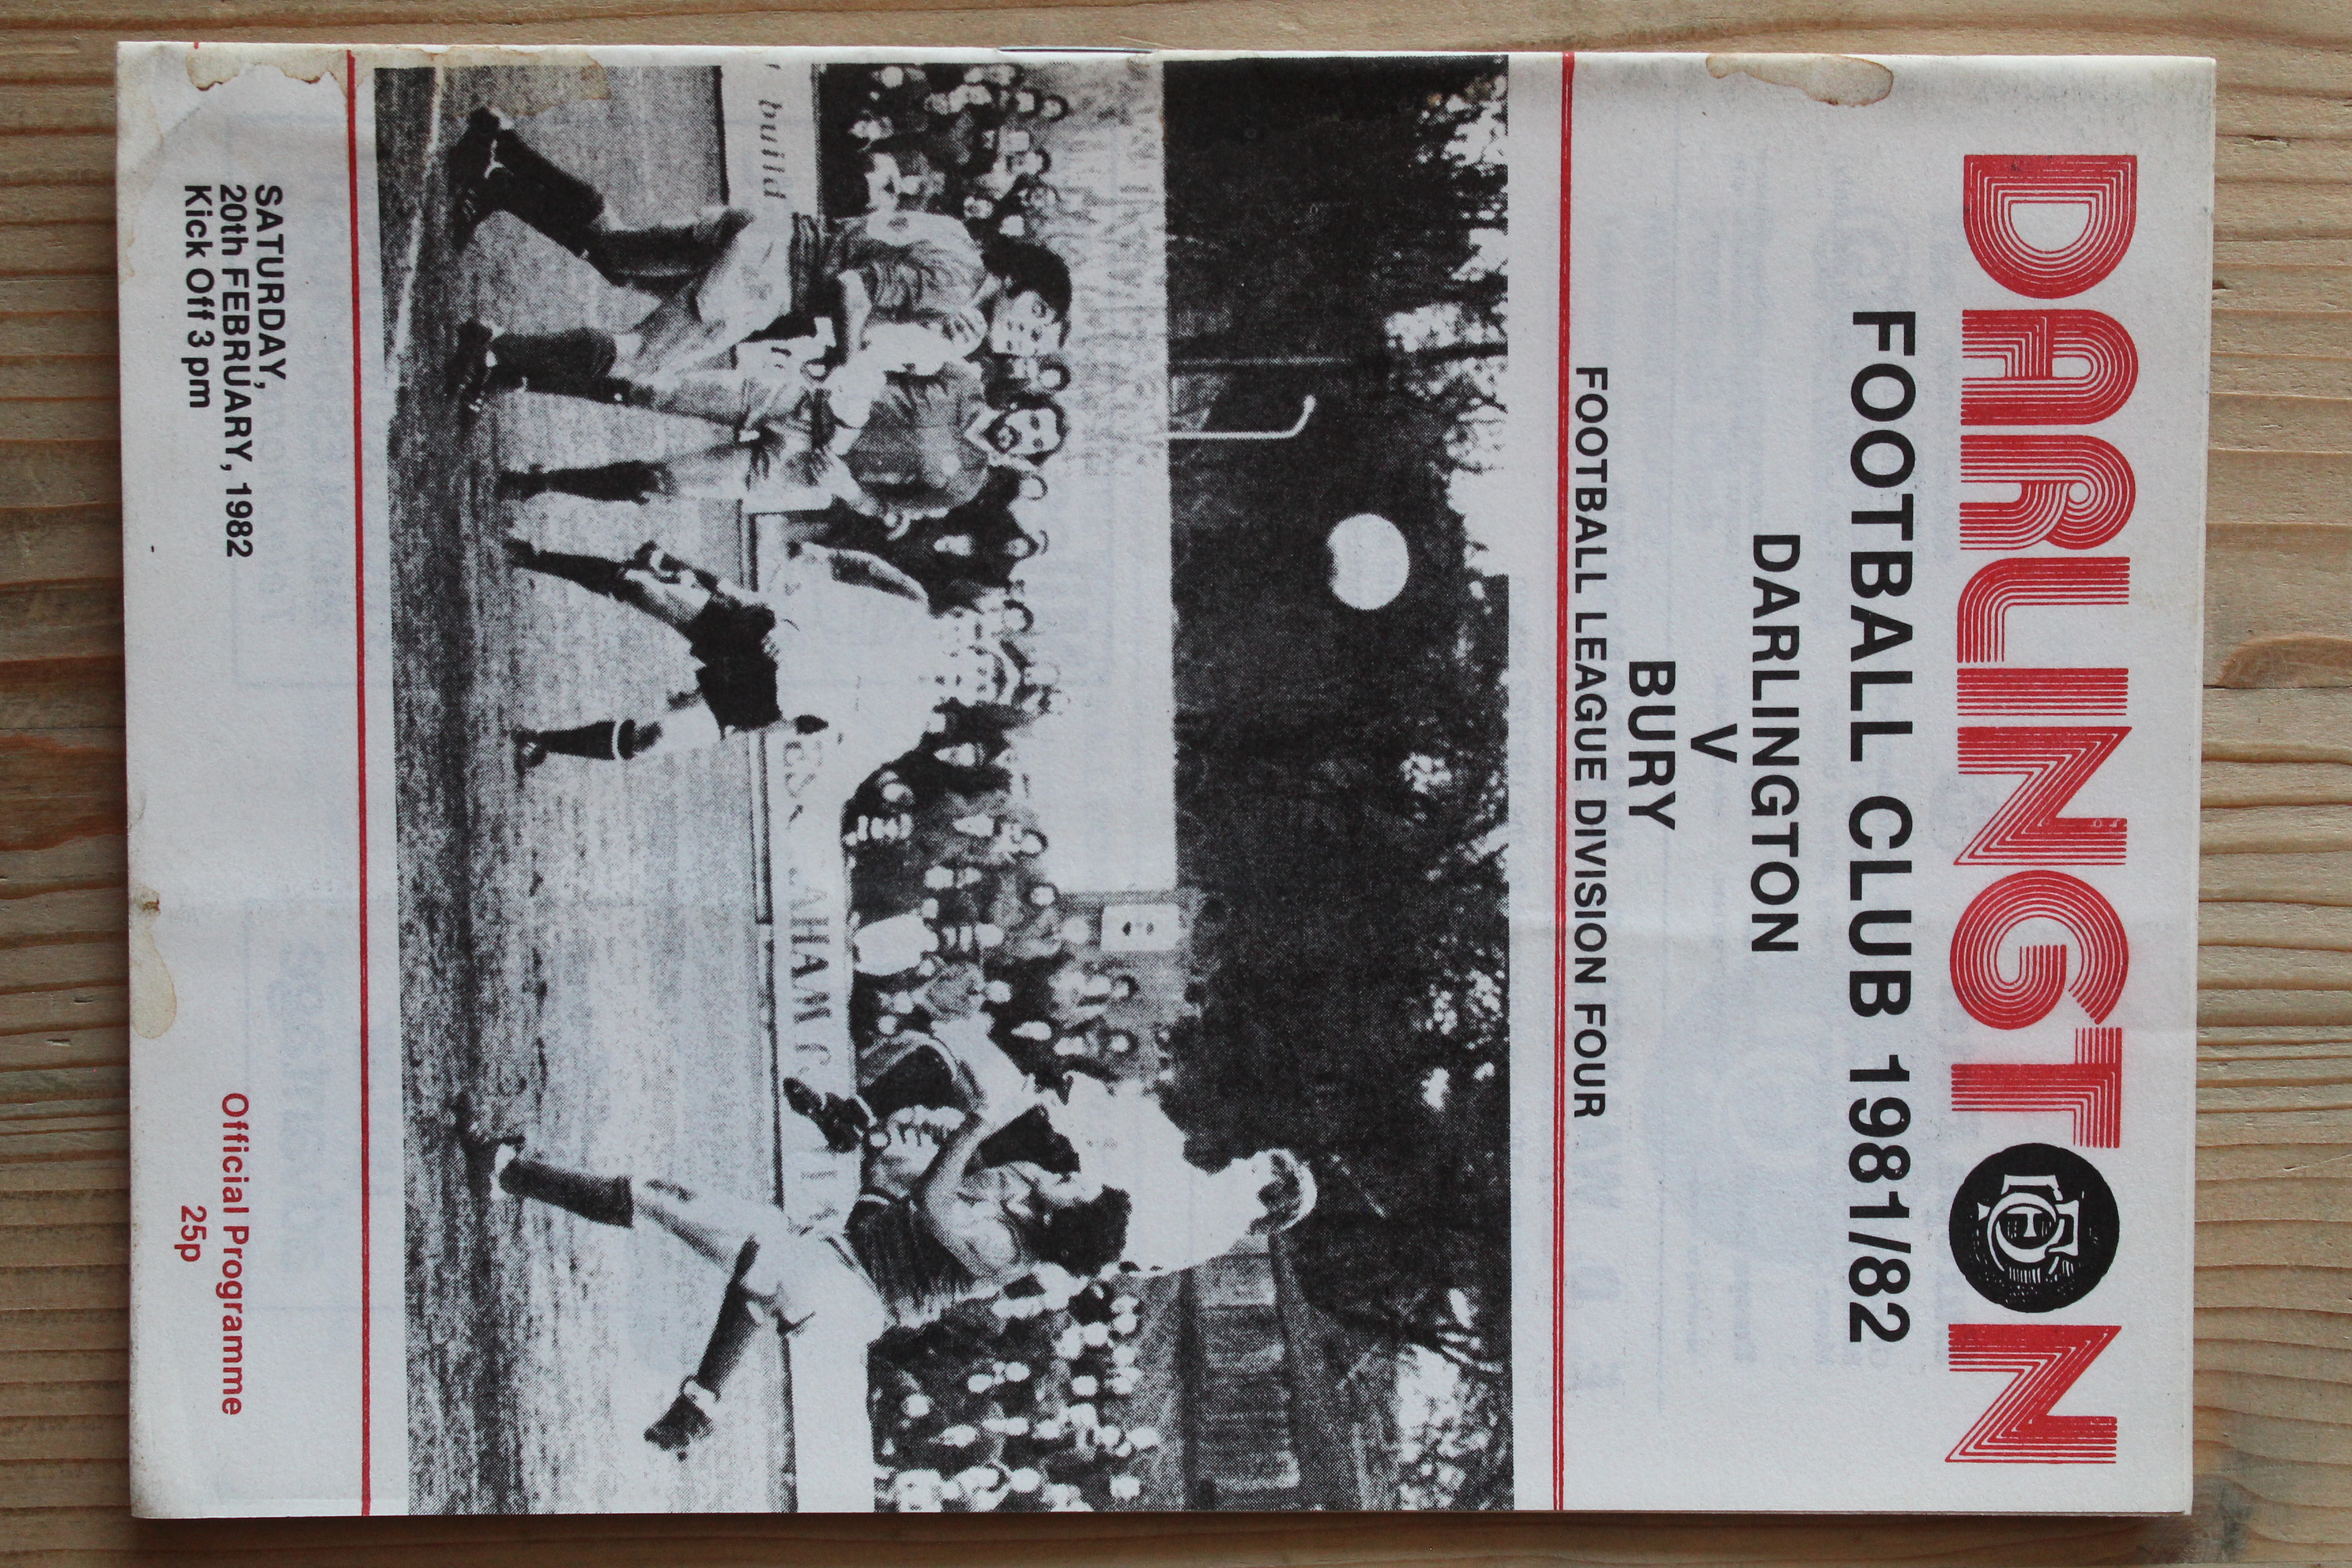 DARLINGTON
FOOTBALL CLUB 1981/82
DARLINGTON
V
BURY
FOOTBALL LEAGUE DIVISION FOUR
build
SATURDAY,
20th FEBRUARY, 1982
Kick Off 3 pm
Official Programme
25p